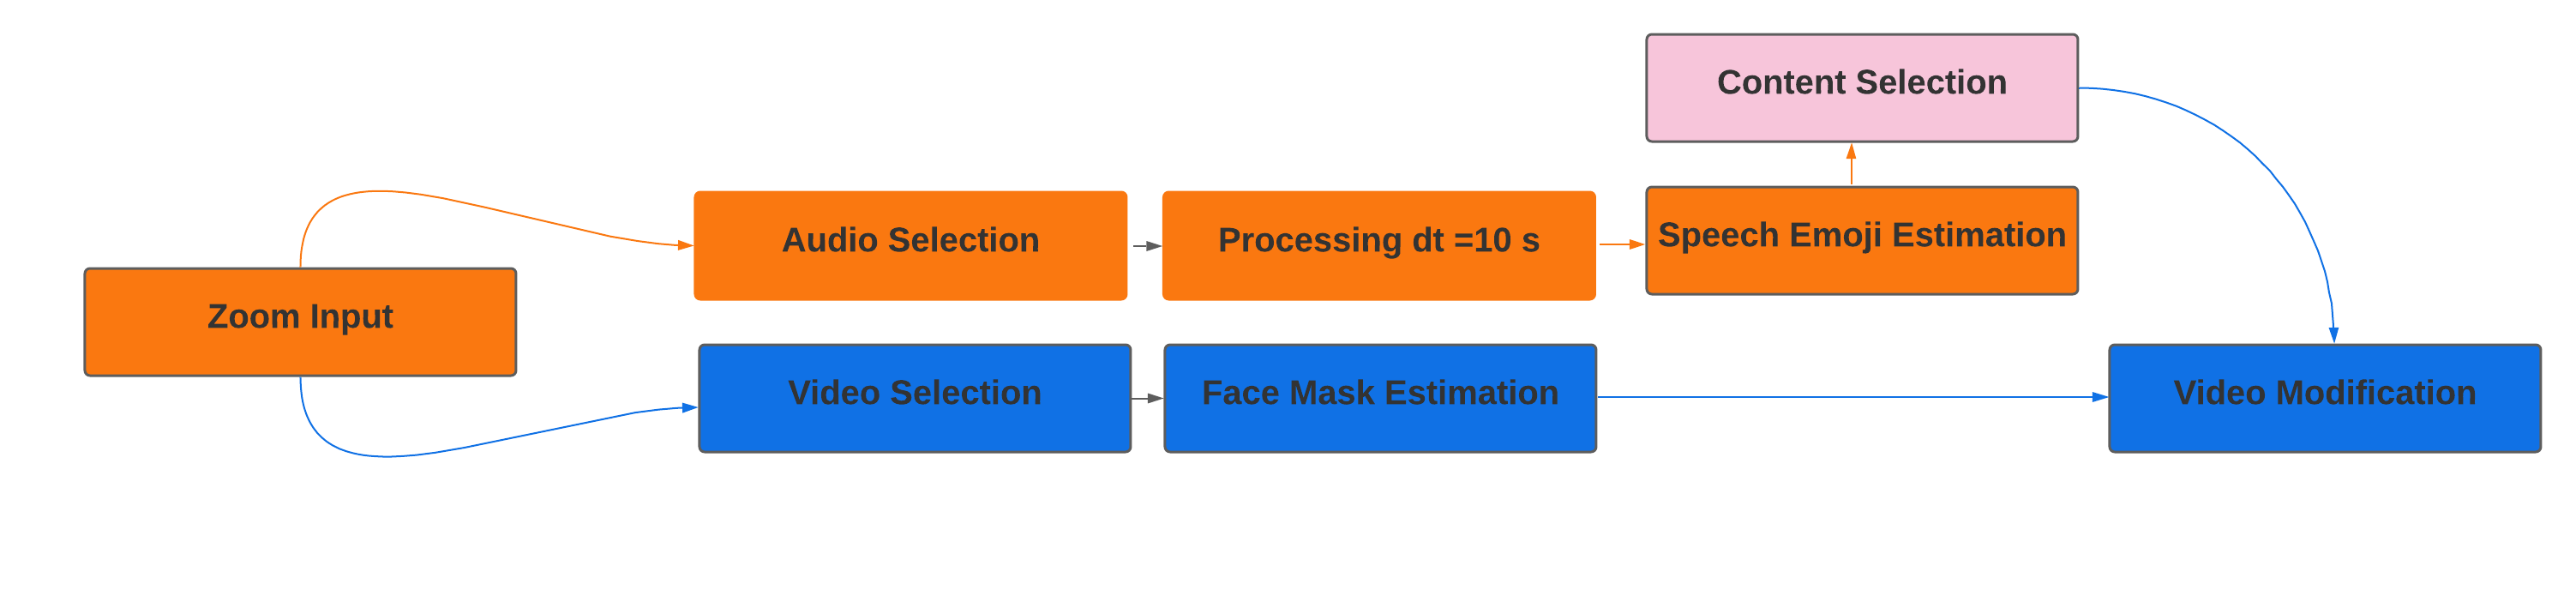 Content Selection
Audio Selection
Processing dt =10 s
Speech Emoji Estimation
Zoom Input
Video Selection
Face Mask Estimation
Video Modification